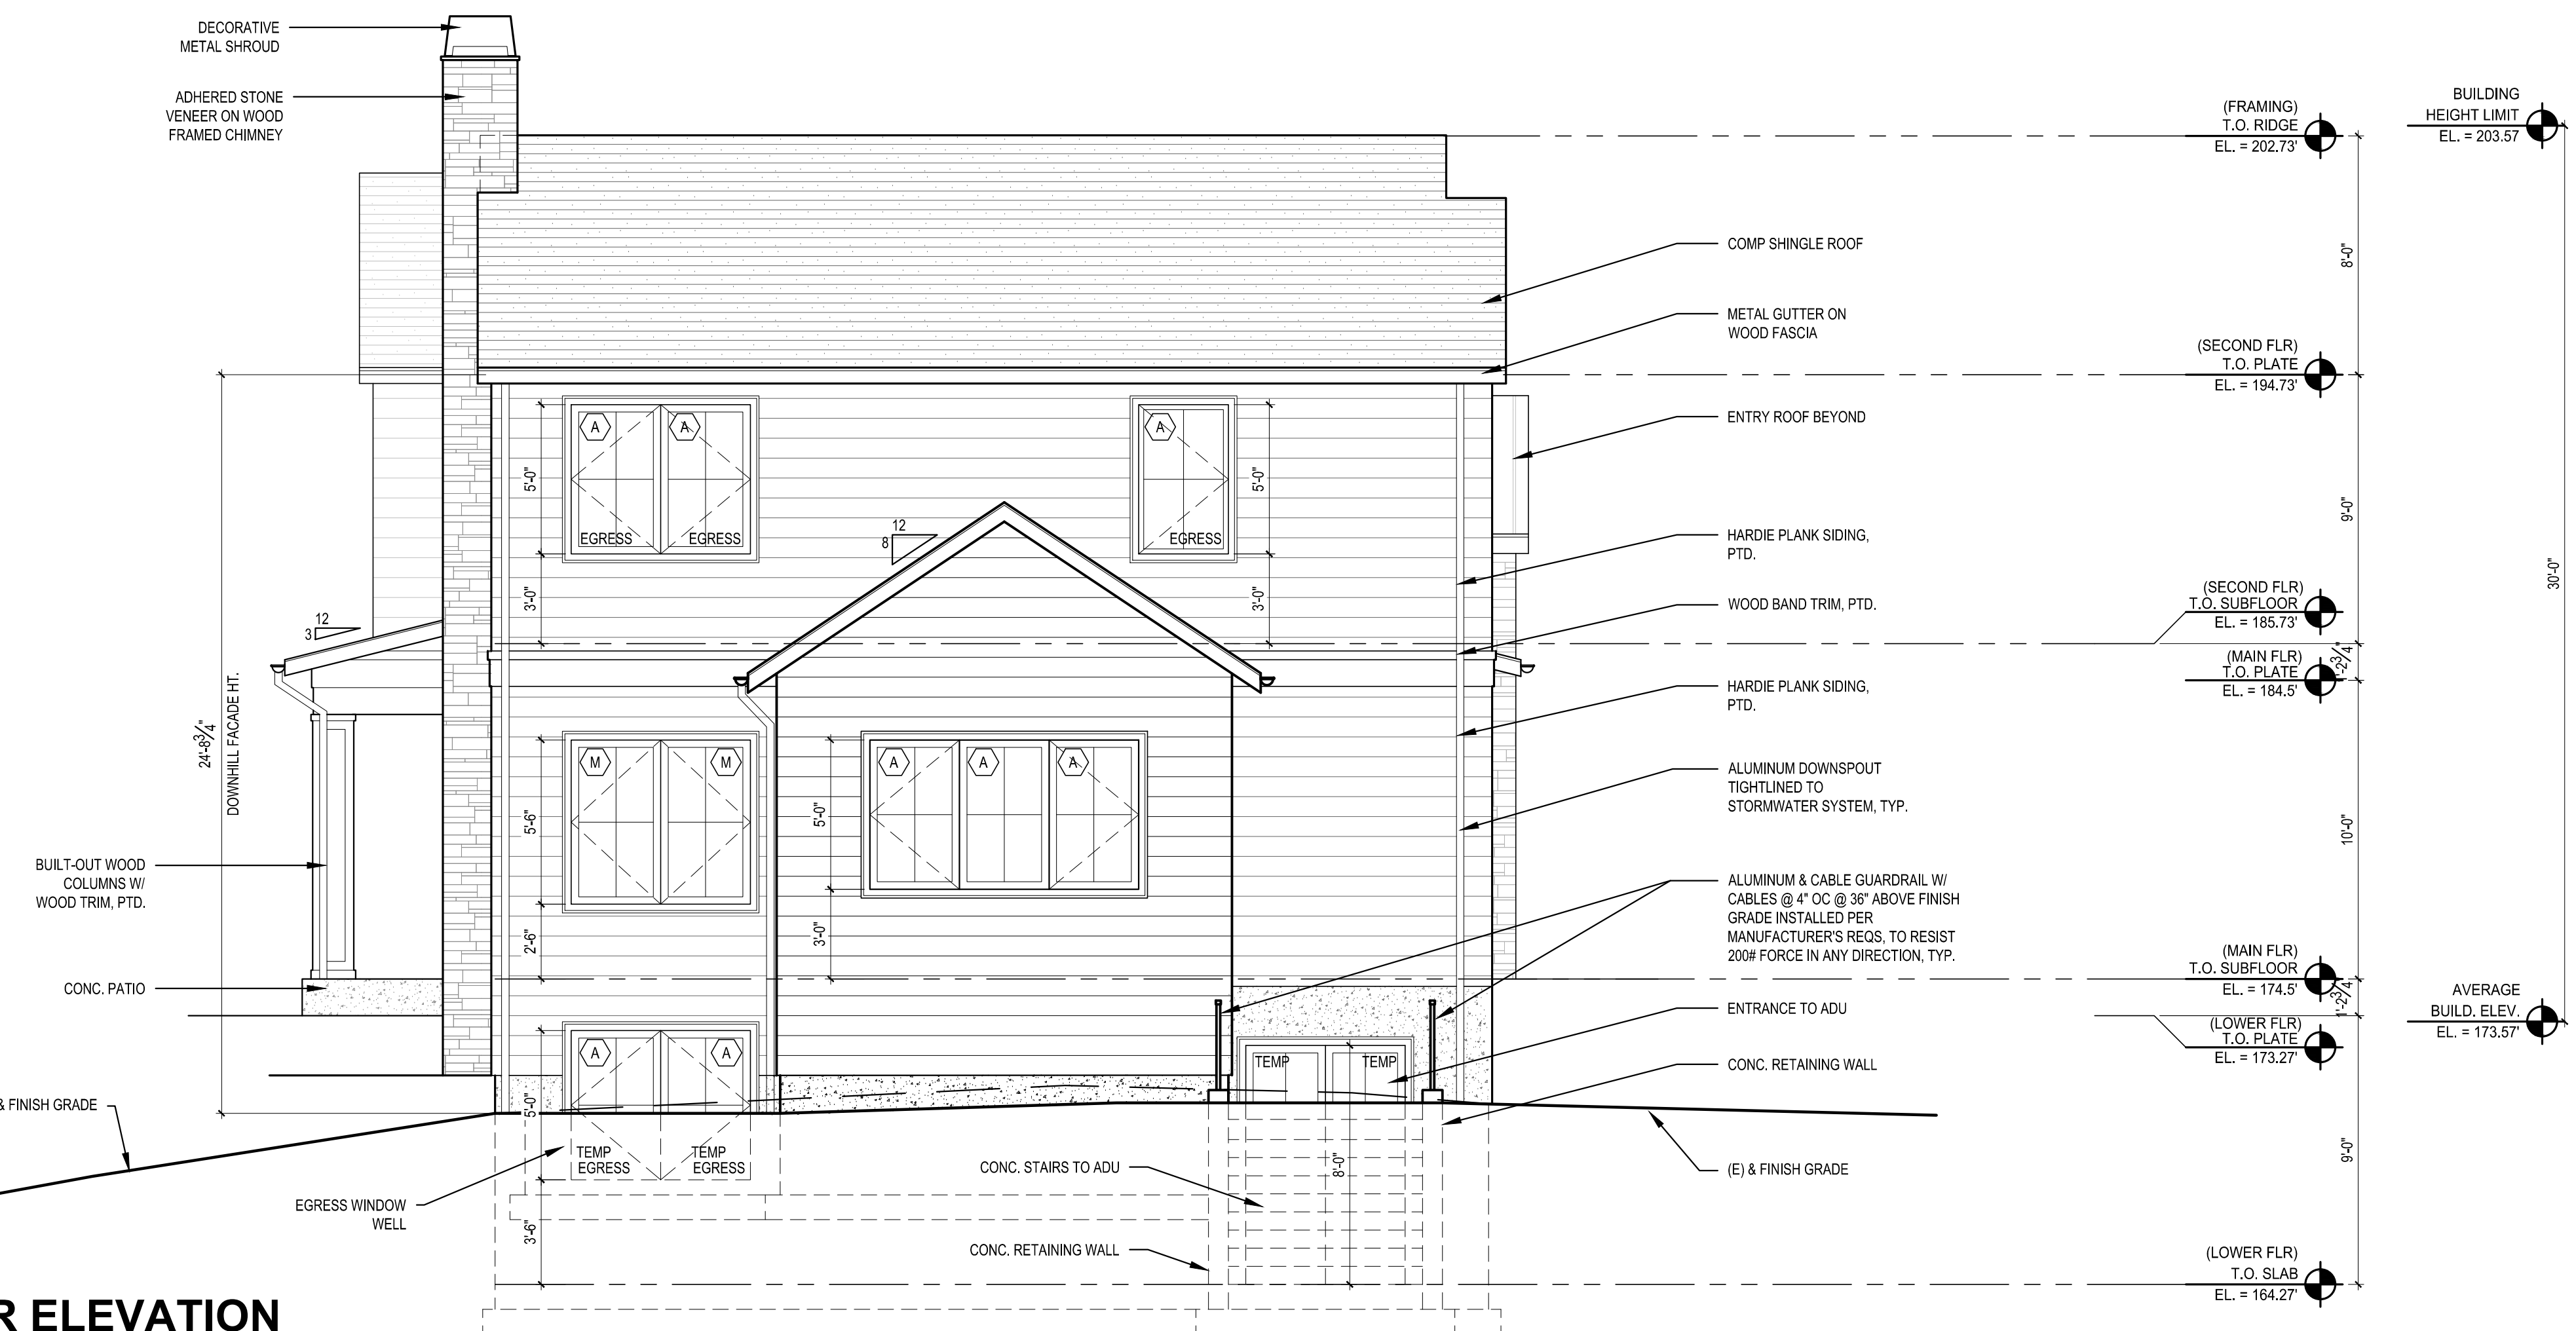 DECORATIVE
METAL SHROUD
ADHERED STONE
VENEER ON WOOD
FRAMED CHIMNEY
(FRAMING)
T.O. RIDGE
EL. = 202.73'
BUILDING
HEIGHT LIMIT
EL. = 203.57
COMP SHINGLE ROOF
8'-0"
METAL GUTTER ON
WOOD FASCIA
(SECOND FLR)
T.O. PLATE
EL. = 194.73'
ENTRY ROOF BEYOND
A
A
A
5'-0"
5'-0"
EGRESS
EGRESS
EGRESS
12
8
9'-0"
HARDIE PLANK SIDING,
PTD.
30'-0"
3'-0"
3'-0"
WOOD BAND TRIM, PTD.
(SECOND FLR)
T.O. SUBFLOOR
EL. = 185.73'
12
3
1'-2¾"
(MAIN FLR)
T.O. PLATE
EL. = 184.5'
HARDIE PLANK SIDING,
PTD.
24'-8¾"
DOWNHILL FACADE HT.
M
M
A
A
A
5'-6"
5'-0"
ALUMINUM DOWNSPOUT
TIGHTLINED TO
STORMWATER SYSTEM, TYP.
10'-0"
BUILT-OUT WOOD
COLUMNS W/
WOOD TRIM, PTD.
ALUMINUM & CABLE GUARDRAIL W/
CABLES @ 4" OC @ 36" ABOVE FINISH
GRADE INSTALLED PER
MANUFACTURER'S REQS, TO RESIST
200# FORCE IN ANY DIRECTION, TYP.
2'-6"
3'-0"
CONC. PATIO
(MAIN FLR)
T.O. SUBFLOOR
EL. = 174.5'
1'-2¾"
AVERAGE
BUILD. ELEV.
EL. = 173.57'
ENTRANCE TO ADU
(LOWER FLR)
T.O. PLATE
EL. = 173.27'
A
A
TEMP
TEMP
CONC. RETAINING WALL
& FINISH GRADE
5'-0"
TEMP
EGRESS
TEMP
EGRESS
CONC. STAIRS TO ADU
8'-0"
(E) & FINISH GRADE
9'-0"
EGRESS WINDOW
WELL
3'-6"
CONC. RETAINING WALL
(LOWER FLR)
T.O. SLAB
EL. = 164.27'
R ELEVATION